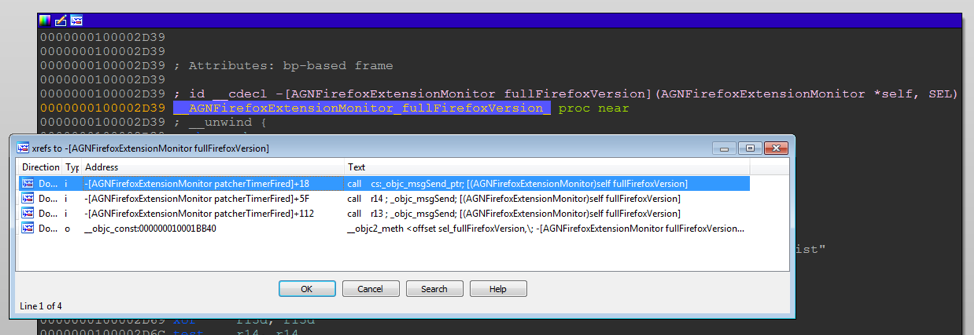 0000000100002D39
0000000100002D39
0000000100002D39 ; Attributes: bp-based frame
0000000100002D39
0000000100002D39 ; id __cdecl -[AGNFirefoxExtensionMonitor fullFirefoxVersion](AGNFirefoxExtensionMonitor *self, SEL)
0000000100002D39 __AGNFirefoxExtensionMonitor_fullFirefoxVersion_ proc near
0000000100002D39 ; __unwind {
xrefs to -[AGNFirefoxExtensionMonitor fullFirefoxVersion]
Direction Typ Address Text
Do... i -[AGNFirefoxExtensionMonitor patcherTimerFired]+18 call cs:_objc_msgSend_ptr; [(AGNFirefoxExtensionMonitor)self fullFirefoxVersion]
Do... i -[AGNFirefoxExtensionMonitor patcherTimerFired]+5F call r14 ; _objc_msgSend; [(AGNFirefoxExtensionMonitor)self fullFirefoxVersion]
Do... i -[AGNFirefoxExtensionMonitor patcherTimerFired]+112 call r13 ; _objc_msgSend; [(AGNFirefoxExtensionMonitor)self fullFirefoxVersion]
Do... o __objc_const:000000010001BB40 __objc2_meth <offset sel_fullFirefoxVersion,\; -[AGNFirefoxExtensionMonitor fullFirefoxVersion...
ist"
OK Cancel Search Help
Line 1 of 4
0000000100002D69 xor r15d, r15d
0000000100002D6C test r14, r14